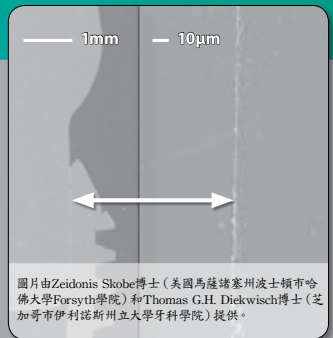 1mm 10µm
圖片由Zeidonis Skobe博士（美國馬薩諸塞州波士頓市哈
佛大學Forsyth學院）和Thomas G.H. Diekwisch博士（芝
加哥市伊利諾斯州立大學牙科學院）提供。